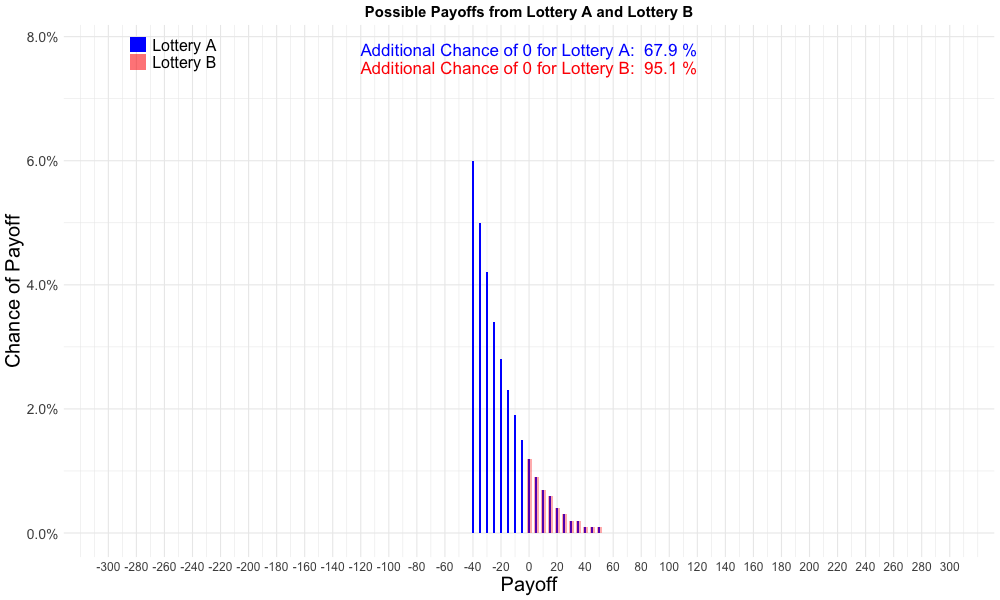 Possible Payoffs from Lottery A and Lottery B
Lottery A
Lottery B
Additional Chance of 0 for Lottery A: 67.9 %
Additional Chance of 0 for Lottery B: 95.1 %
Chance of Payoff
8.0%
6.0%
4.0%
2.0%
0.0%
-300 -280 -260 -240 -220 -200 -180 -160 -140 -120 -100 -80 -60 -40 -20 0 20 40 60 80 100 120 140 160 180 200 220 240 260 280 300
Payoff